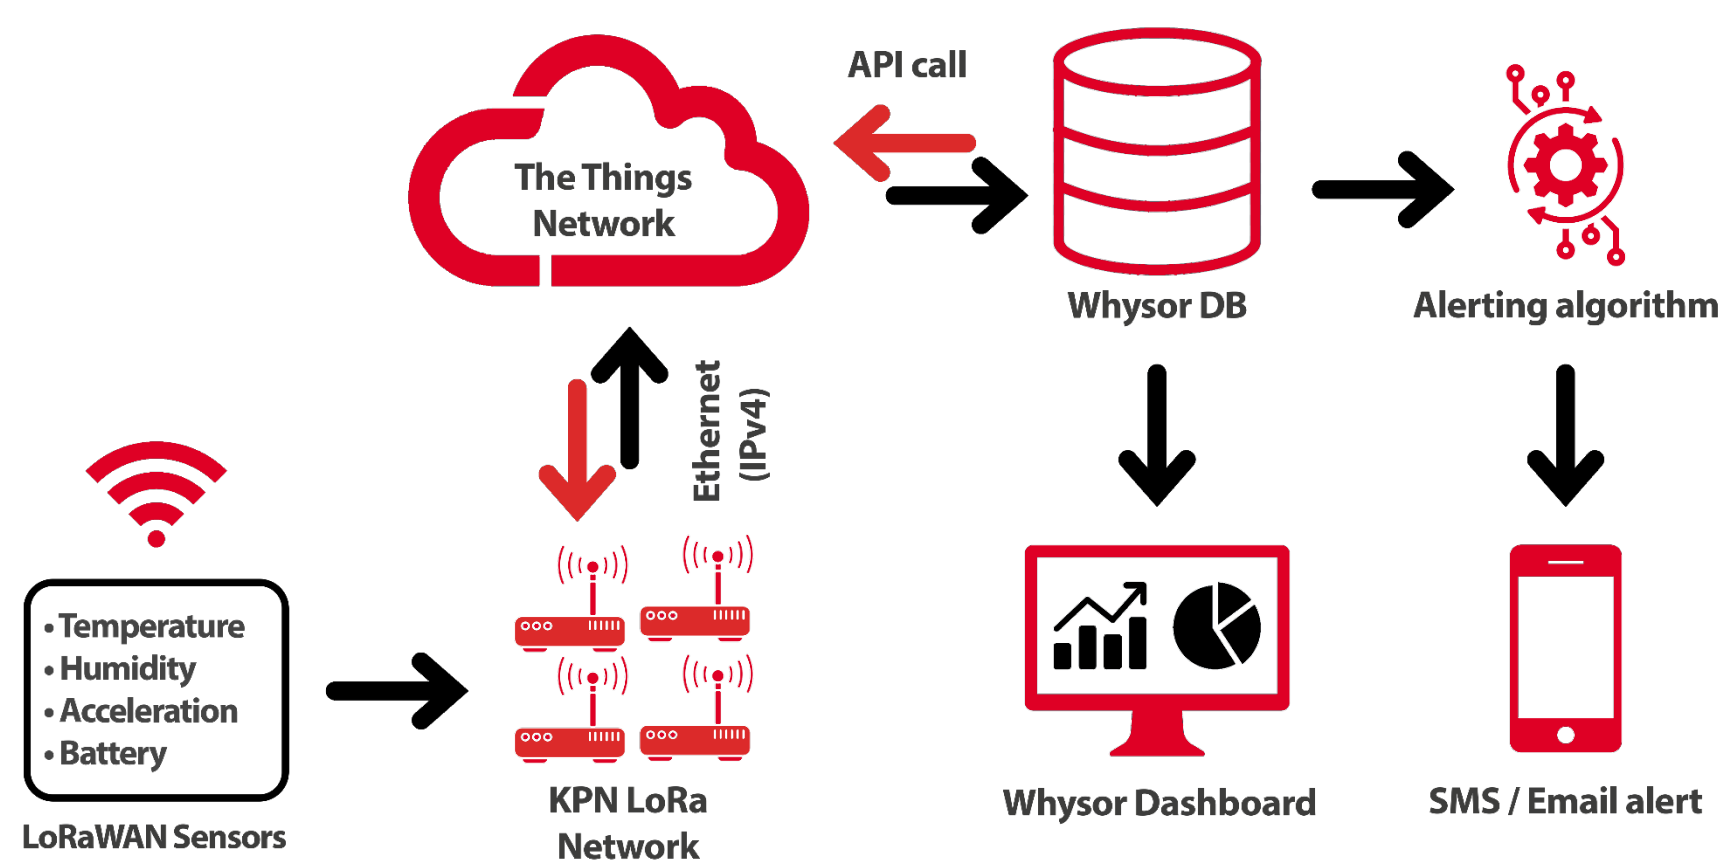 API call
The Things
Network
Whysor DB
Alerting algorithm
Ethernet
(IPv4)
• Temperature
• Humidity
• Acceleration
• Battery
LoRaWAN Sensors
KPN LoRa
Network
Whysor Dashboard
SMS / Email alert